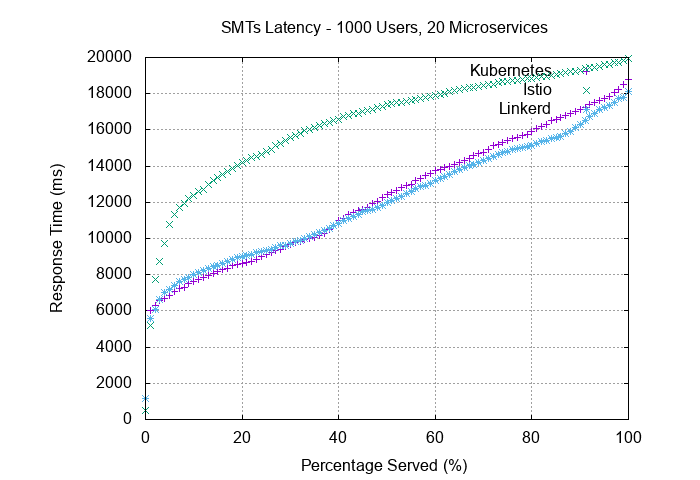 SMTs Latency - 1000 Users, 20 Microservices
20000
18000
16000
14000
12000
10000
8000
6000
4000
2000
0
Response Time (ms)
Kubernetes
Istio
Linkerd
0 20 40 60 80 100
Percentage Served (%)